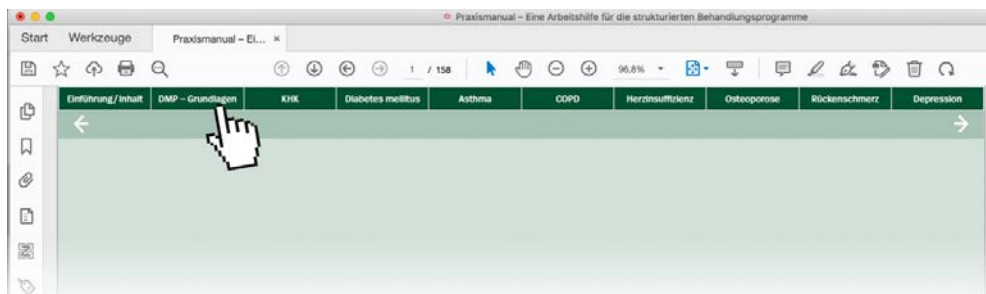 Praxismanual – Eine Arbeitshilfe für die strukturierten Behandlungsprogramme
Start Werkzeuge Praxismanual – Ei... ×
1 / 158 96,8%
Einführung/Inhalt DMP – Grundlagen KHK Diabetes mellitus Asthma COPD Herzinsuffizienz Osteoporose Rückenschmerz Depression